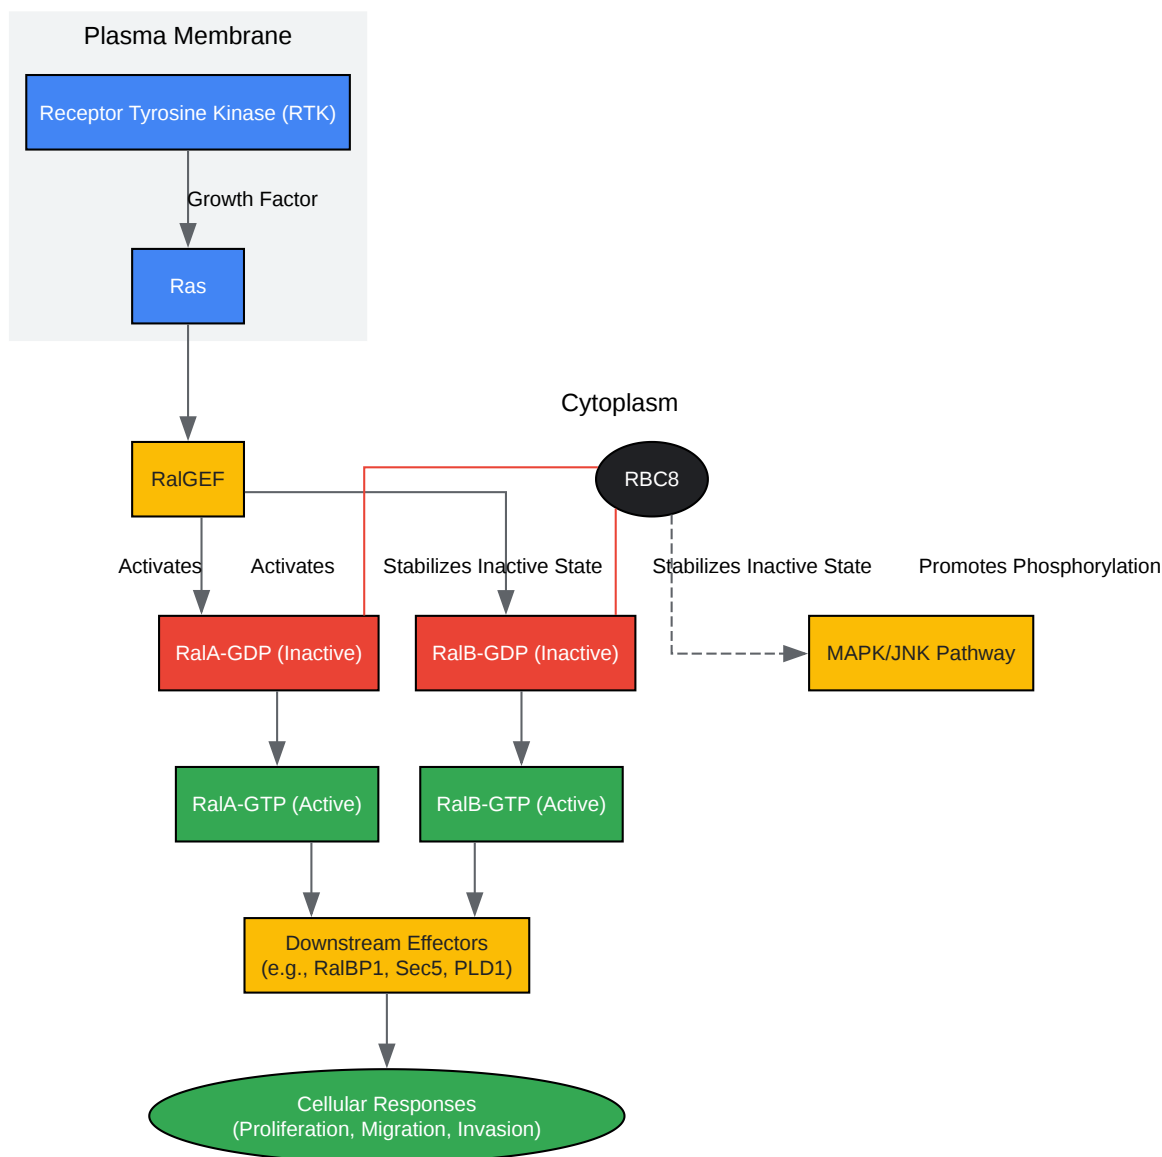 Plasma Membrane
Receptor Tyrosine Kinase (RTK)
Growth Factor
Ras
Cytoplasm
RalGEF
RBC8
Activates
Activates
Stabilizes Inactive State
Stabilizes Inactive State
Promotes Phosphorylation
RalA-GDP (Inactive)
RalB-GDP (Inactive)
MAPK/JNK Pathway
RalA-GTP (Active)
RalB-GTP (Active)
Downstream Effectors
(e.g., RalBP1, Sec5, PLD1)
Cellular Responses
(Proliferation, Migration, Invasion)